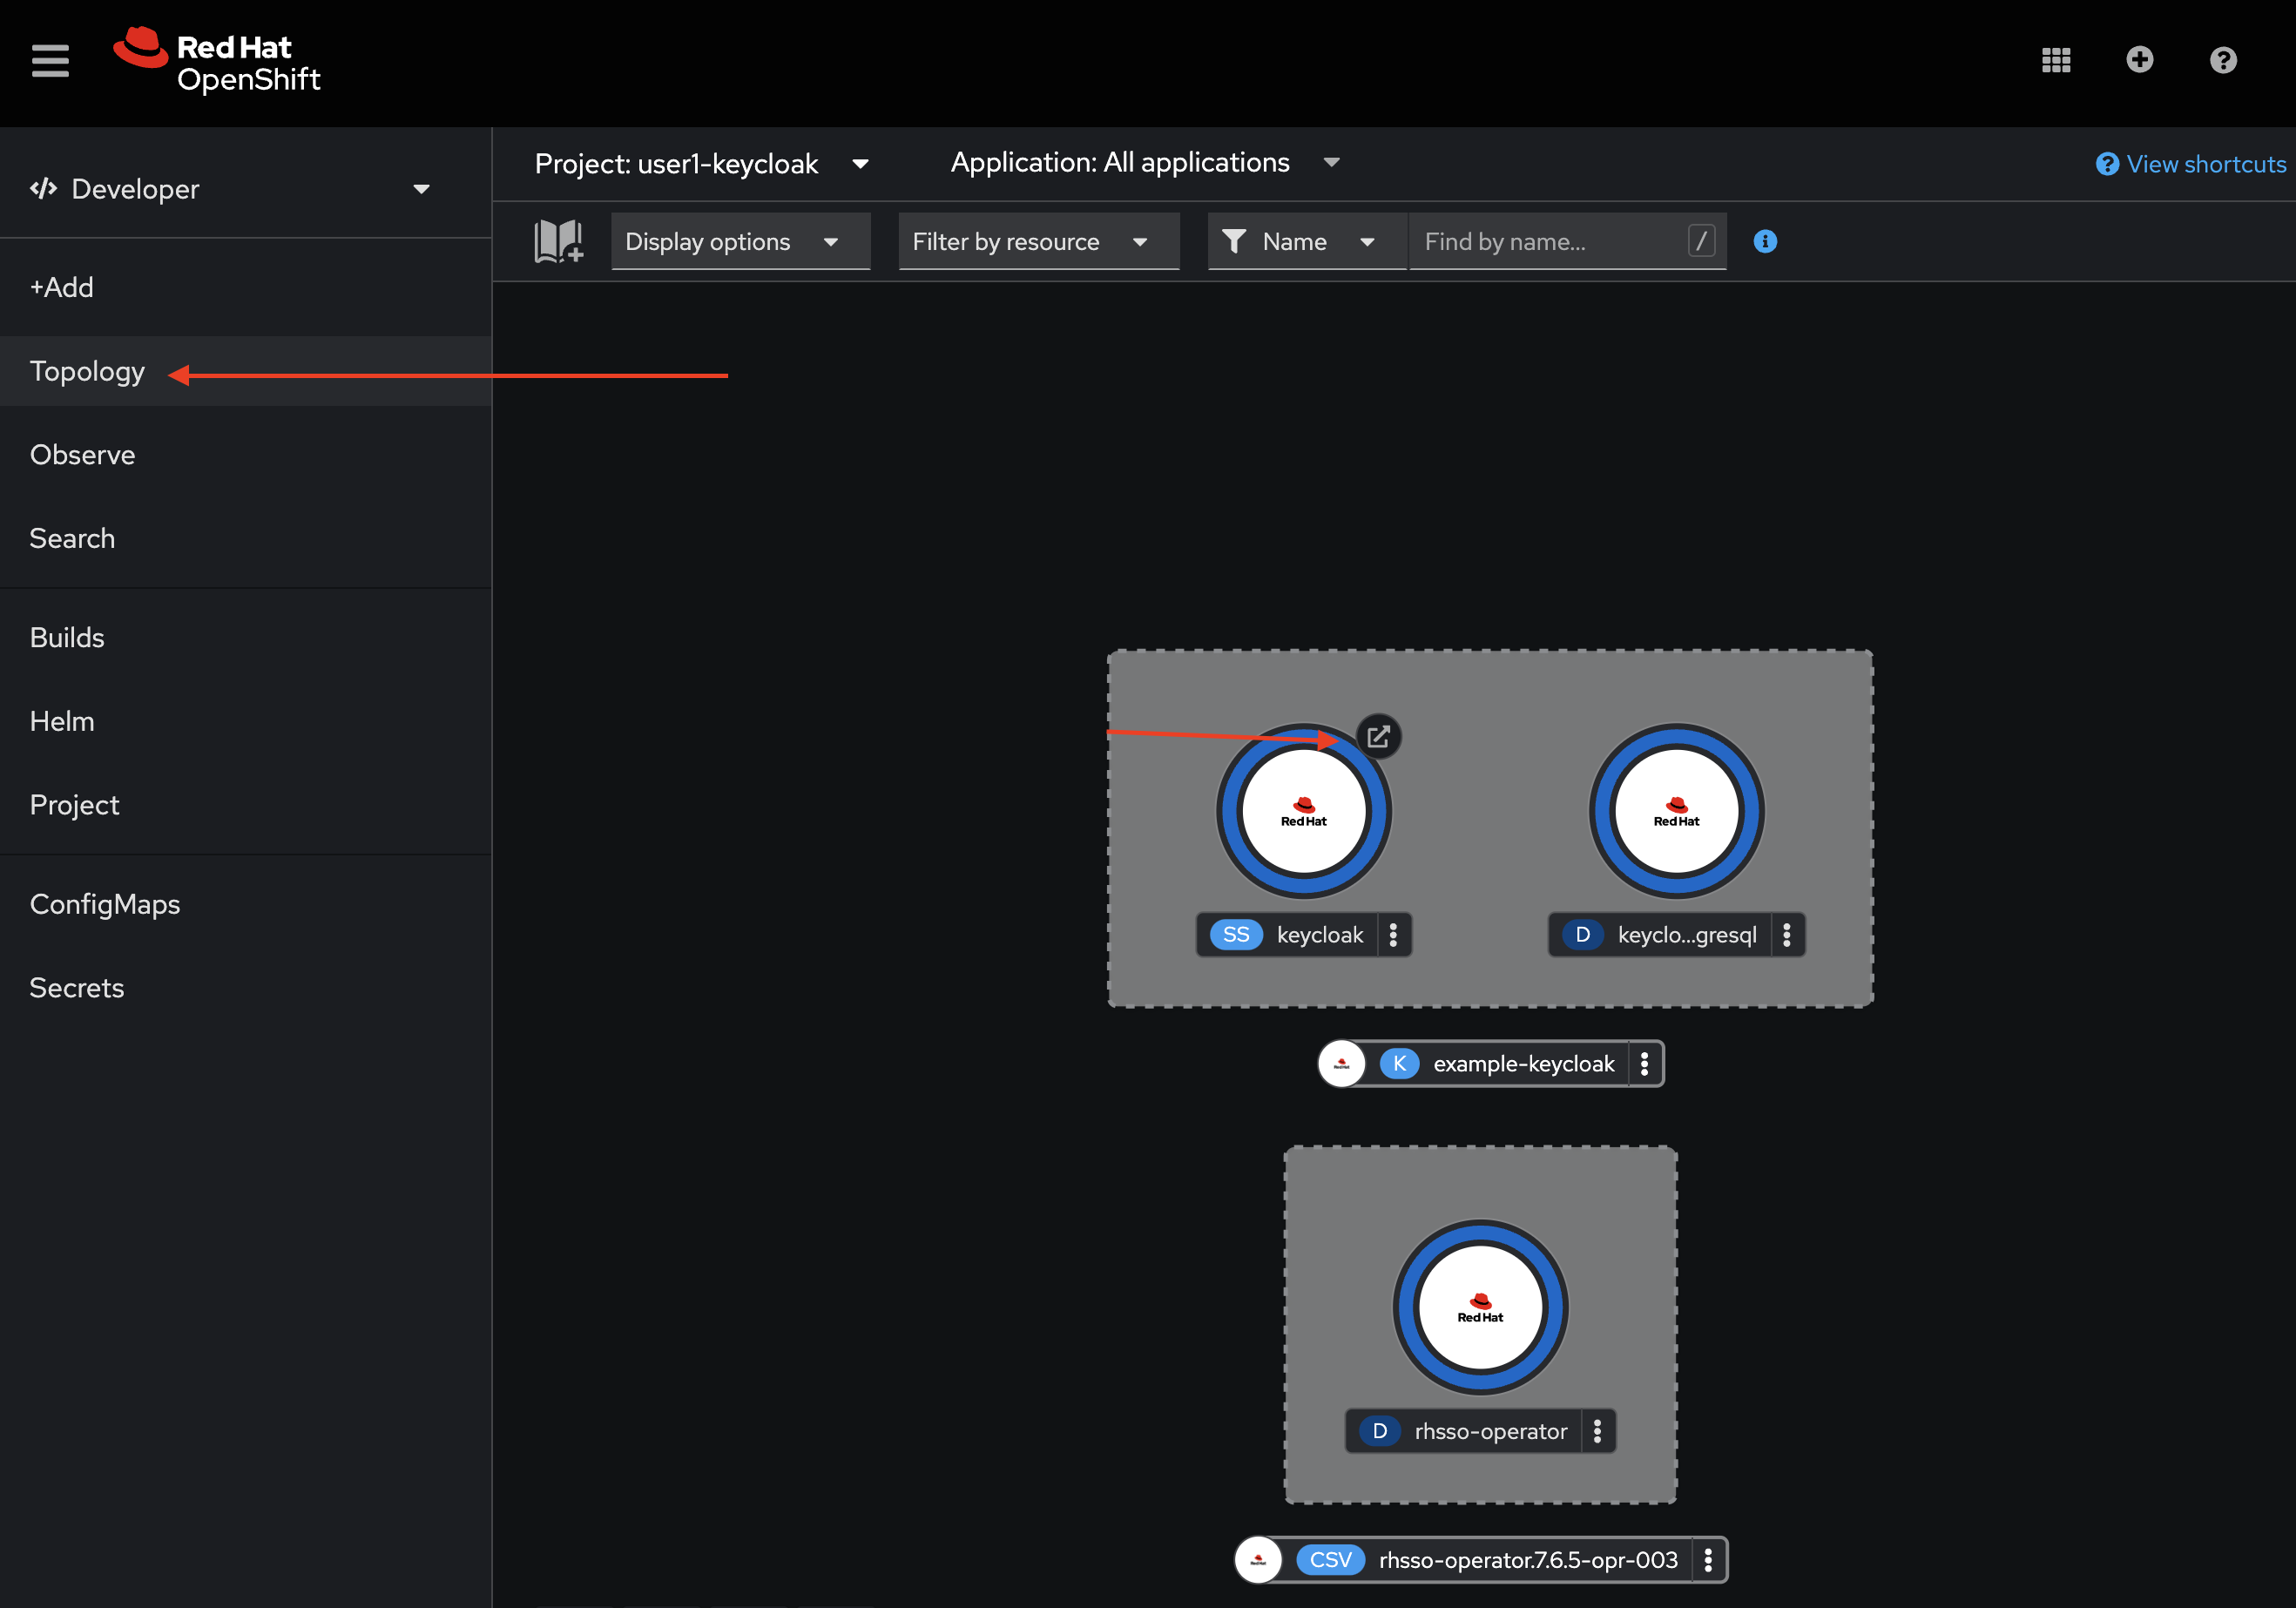 Red Hat
OpenShift
Developer
Project: user1-keycloak
Application: All applications
View shortcuts
Display options
Filter by resource
Name
Find by name...
/
+Add
Topology
Observe
Search
Builds
Helm
Project
ConfigMaps
Secrets
Red Hat
Red Hat
SS keycloak
D keyclo...gresql
K example-keycloak
Red Hat
D rhsso-operator
CSV rhsso-operator.7.6.5-opr-003